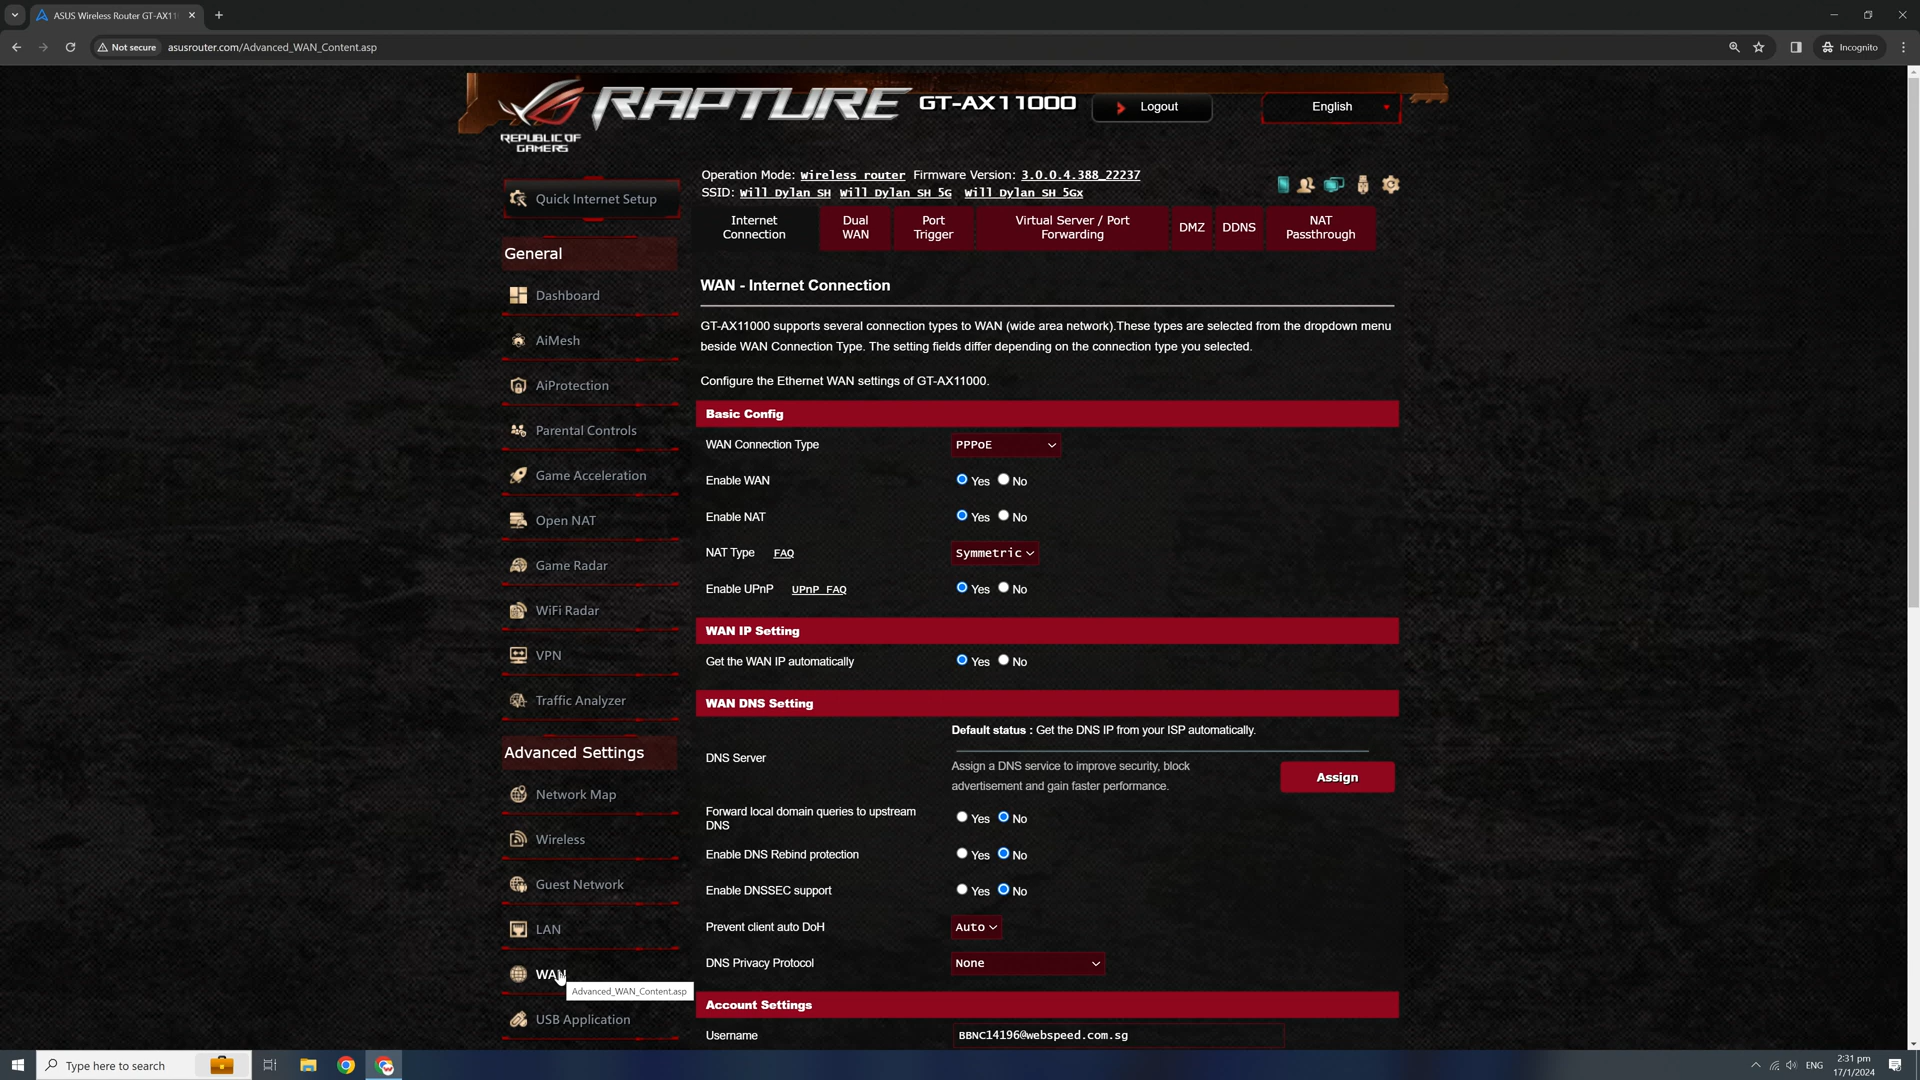 ASUS Wireless Router GT-AX11
Not secure asusrouter.com/Advanced_WAN_Content.asp
Incognito
REPUBLIC OF
GAMERS
RAPTURE GT-AX11000
Logout
English
Quick Internet Setup
General
Dashboard
AiMesh
AiProtection
Parental Controls
Game Acceleration
Open NAT
Game Radar
WiFi Radar
VPN
Traffic Analyzer
Advanced Settings
Network Map
Wireless
Guest Network
LAN
WAN
Advanced_WAN_Content.asp
USB Application
Operation Mode: Wireless router Firmware Version: 3.0.0.4.388_22237
SSID: Will Dylan SH Will Dylan SH 5G Will Dylan SH 5Gx
Internet Connection
Dual WAN
Port Trigger
Virtual Server / Port Forwarding
DMZ
DDNS
NAT Passthrough
WAN - Internet Connection
GT-AX11000 supports several connection types to WAN (wide area network).These types are selected from the dropdown menu
beside WAN Connection Type. The setting fields differ depending on the connection type you selected.
Configure the Ethernet WAN settings of GT-AX11000.
Basic Config
WAN Connection Type PPPoE
Enable WAN Yes No
Enable NAT Yes No
NAT Type FAQ Symmetric
Enable UPnP UPnP FAQ Yes No
WAN IP Setting
Get the WAN IP automatically Yes No
WAN DNS Setting
Default status : Get the DNS IP from your ISP automatically.
DNS Server
Assign a DNS service to improve security, block
advertisement and gain faster performance.
Assign
Forward local domain queries to upstream
DNS
Yes No
Enable DNS Rebind protection Yes No
Enable DNSSEC support Yes No
Prevent client auto DoH Auto
DNS Privacy Protocol None
Account Settings
Username BBNC14196@webspeed.com.sg
Type here to search
ENG
2:31 pm
17/1/2024